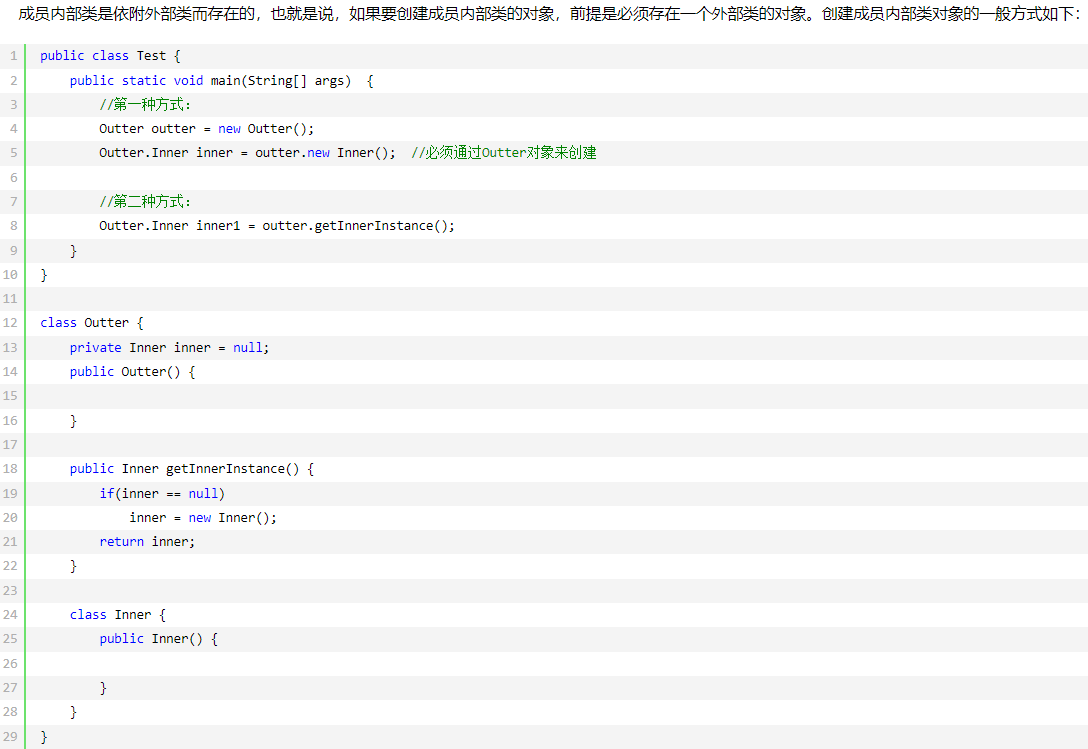 成员内部类是依附外部类而存在的，也就是说，如果要创建成员内部类的对象，前提是必须存在一个外部类的对象。创建成员内部类对象的一般方式如下：
1 public class Test {
2     public static void main(String[] args)  {
3         //第一种方式：
4         Outter outter = new Outter();
5         Outter.Inner inner = outter.new Inner();  //必须通过Outter对象来创建
6
7         //第二种方式：
8         Outter.Inner inner1 = outter.getInnerInstance();
9     }
10 }
11
12 class Outter {
13     private Inner inner = null;
14     public Outter() {
15
16     }
17
18     public Inner getInnerInstance() {
19         if(inner == null)
20             inner = new Inner();
21         return inner;
22     }
23
24     class Inner {
25         public Inner() {
26
27         }
28     }
29 }